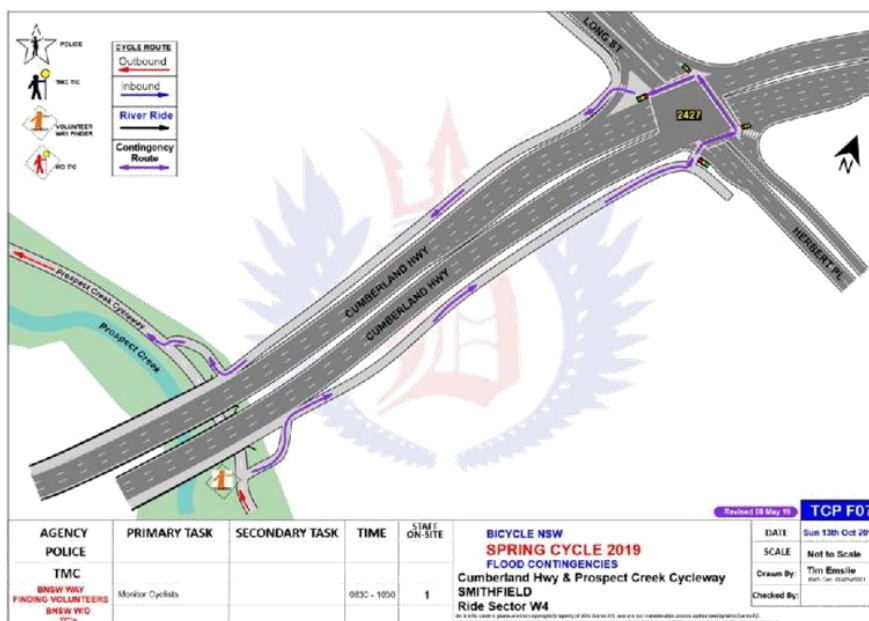 POLICE
TMC T/C
VOLUNTEER
WAY FINDER
W/O T/C
CYCLE ROUTE
Outbound
Inbound
River Ride
Contingency
Route
LONG ST
2427
N
HERBERT PL
CUMBERLAND HWY
CUMBERLAND HWY
Prospect Creek Cycleway
Prospect Creek
Revised 08 May 19
TCP F07
AGENCY
PRIMARY TASK
SECONDARY TASK
TIME
STAFF
ON-SITE
POLICE
TMC
BNSW WAY
FINDING VOLUNTEERS
Monitor Cyclists
0830 - 1030
1
BNSW W/O
BICYCLE NSW
SPRING CYCLE 2019
FLOOD CONTINGENCIES
Cumberland Hwy & Prospect Creek Cycleway
SMITHFIELD
Ride Sector W4
DATE
Sun 13th Oct
SCALE
Not to Scale
Drawn By:
Tim Emslie
Checked By: